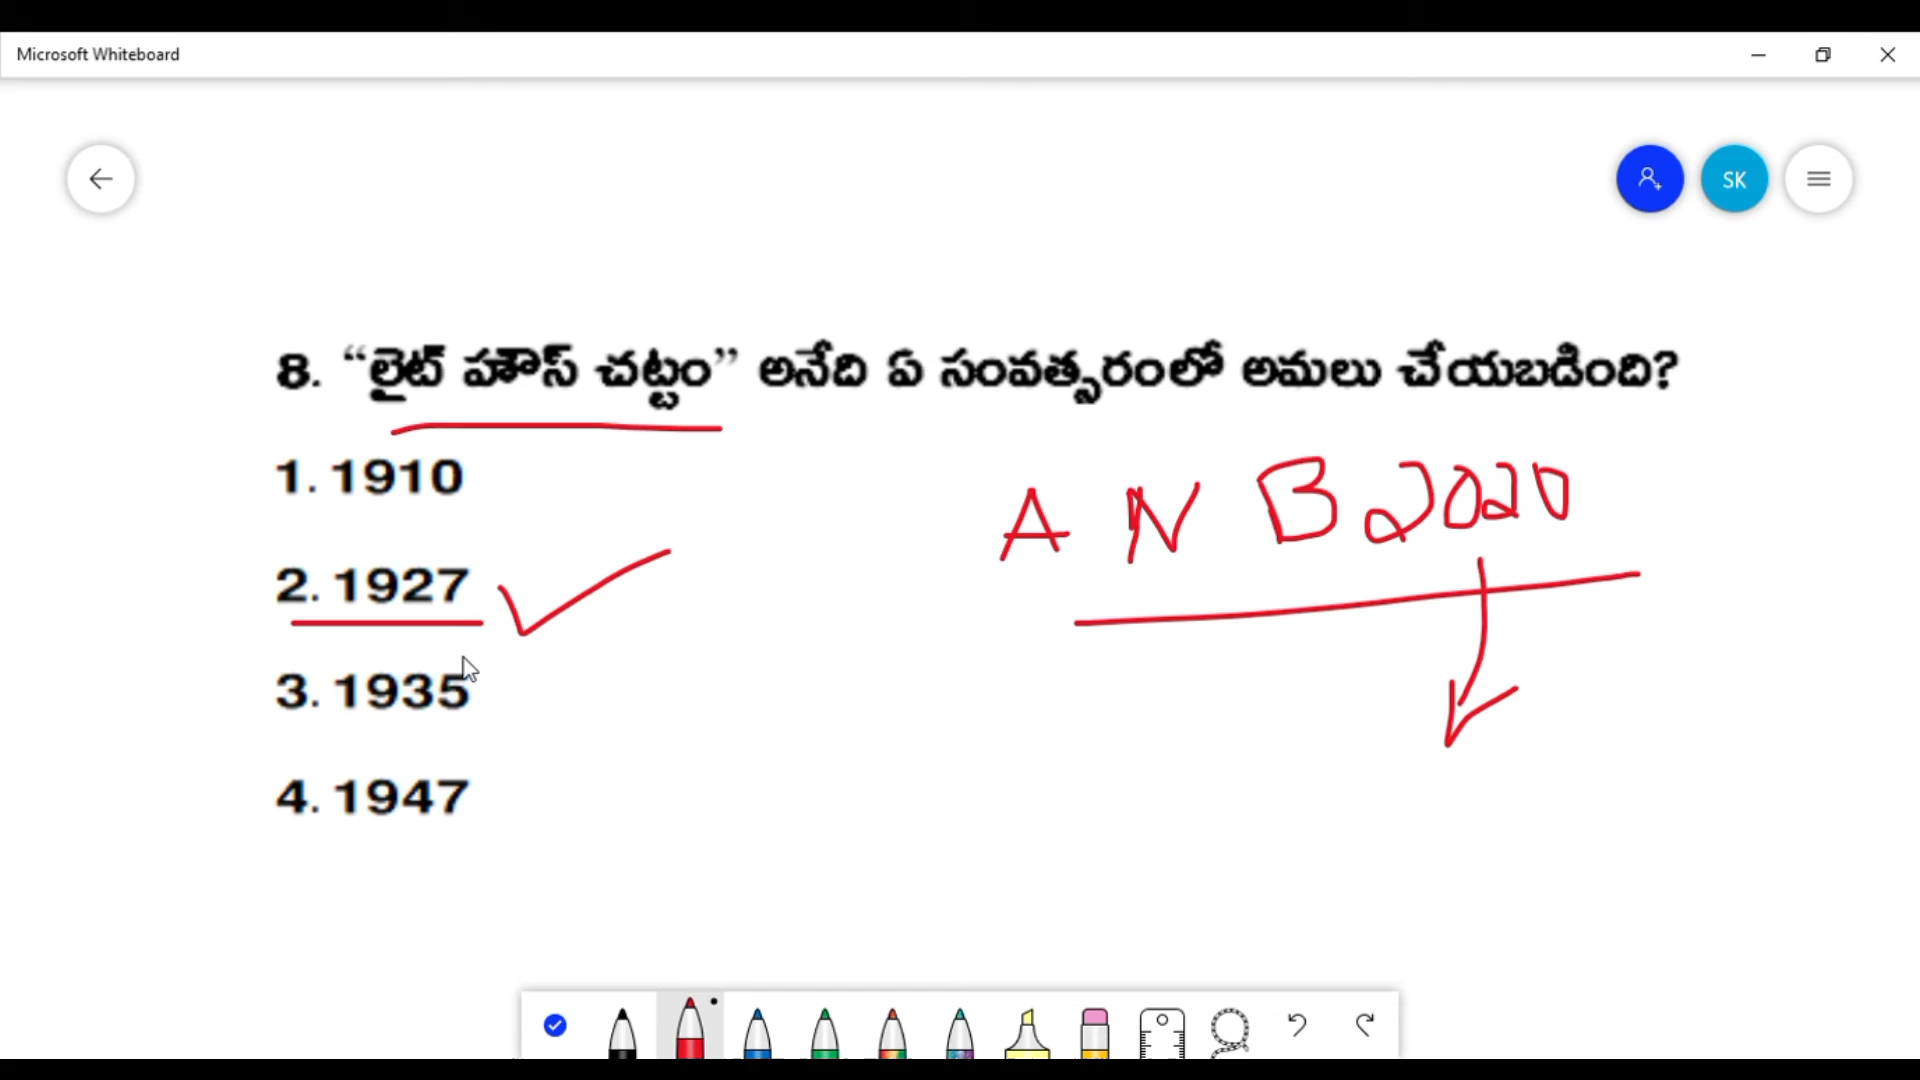 Microsoft Whiteboard
SK
8. “లైట్ హౌస్ చట్టం” అనేది ఏ సంవత్సరంలో అమలు చేయబడింది?
1. 1910
A N B 2020
2. 1927
3. 1935
4. 1947